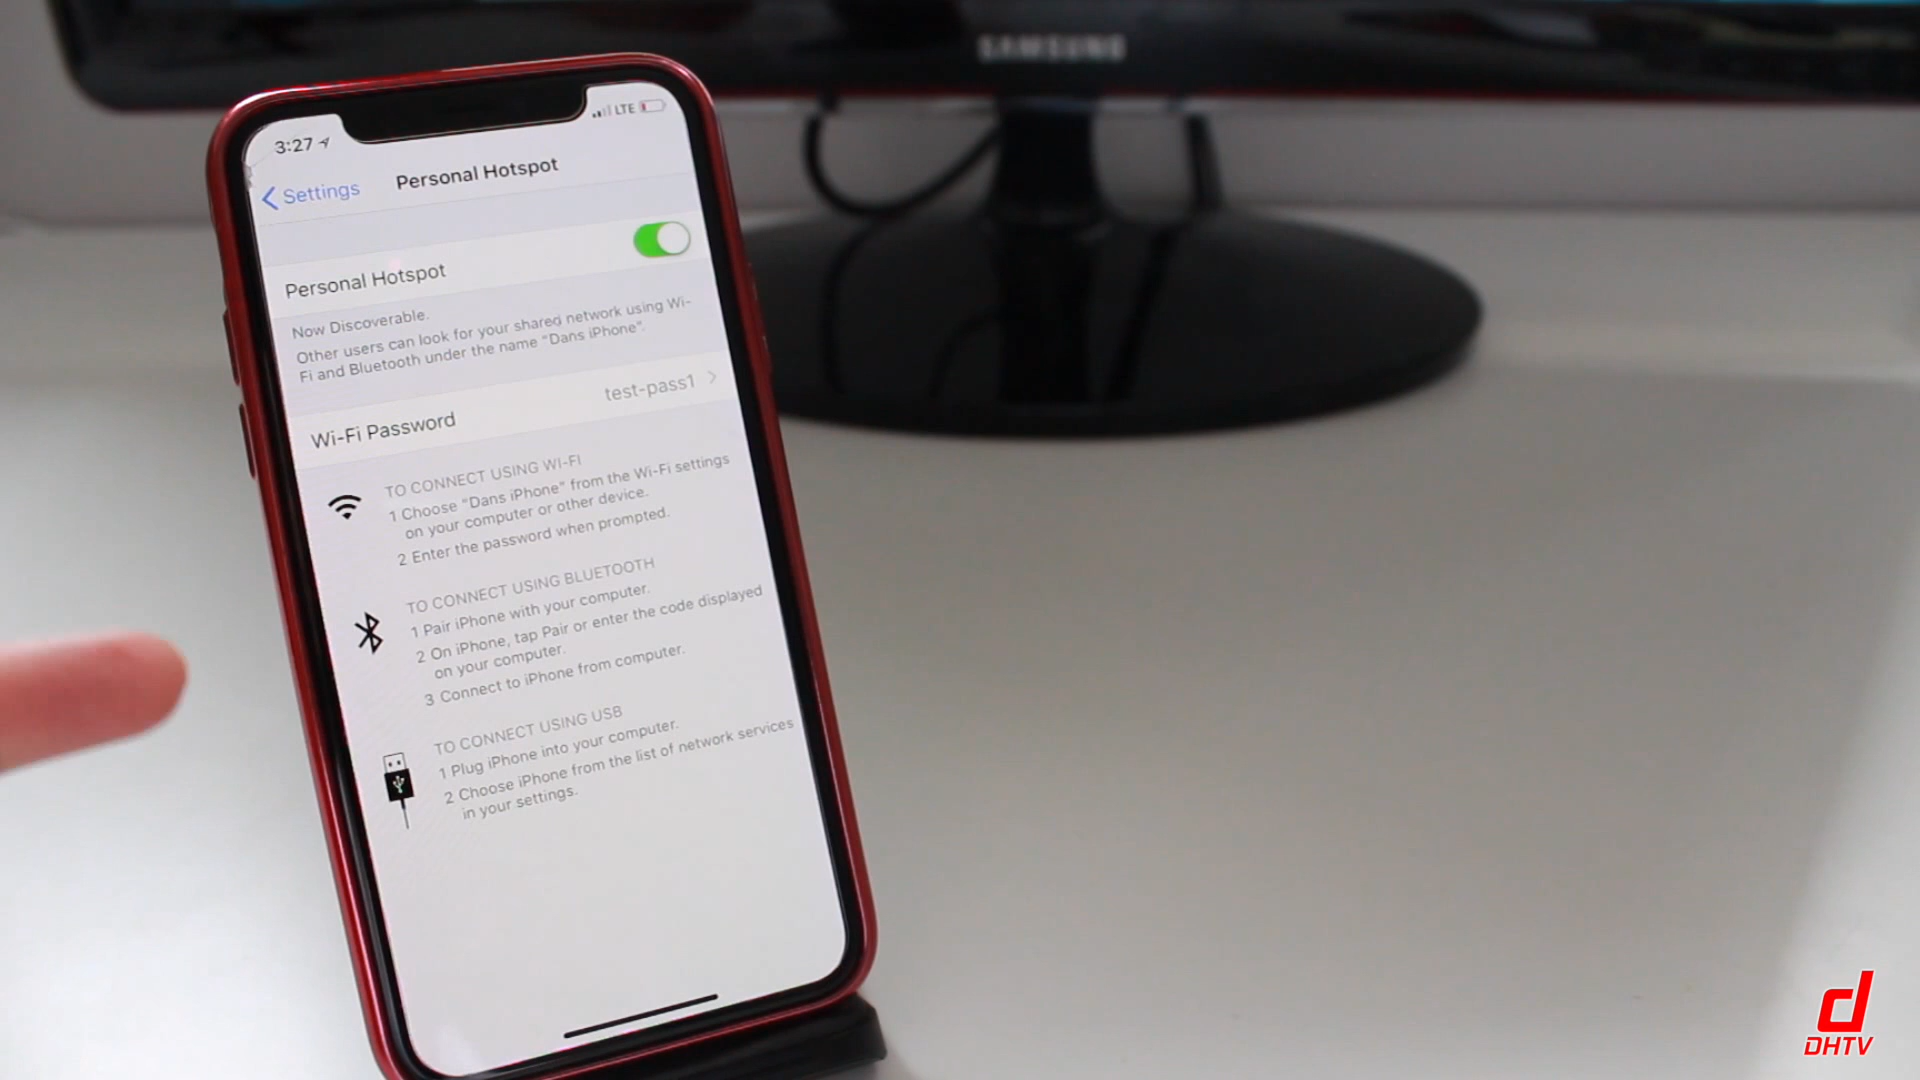 SAMSUNG
3:27
LTE
Settings
Personal Hotspot
Personal Hotspot
Now Discoverable.
Other users can look for your shared network using Wi-
Fi and Bluetooth under the name “Dans iPhone”.
Wi-Fi Password
test-pass1
TO CONNECT USING WI-FI
1 Choose “Dans iPhone” from the Wi-Fi settings
on your computer or other device.
2 Enter the password when prompted.
TO CONNECT USING BLUETOOTH
1 Pair iPhone with your computer.
2 On iPhone, tap Pair or enter the code displayed
on your computer.
3 Connect to iPhone from computer.
TO CONNECT USING USB
1 Plug iPhone into your computer.
2 Choose iPhone from the list of network services
in your settings.
d
DHTV